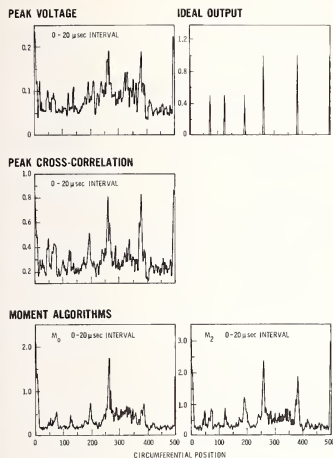 PEAK VOLTAGE
0-20 µsec INTERVAL
0.2
0.1
0
IDEAL OUTPUT
1.2
0.8
0.4
0
PEAK CROSS-CORRELATION
0-20 µsec INTERVAL
1.0
0.8
0.6
0.4
0.2
MOMENT ALGORITHMS
M0 0-20 µsec INTERVAL
2.0
1.0
0
0 100 200 300 400 500
M2 0-20 µsec INTERVAL
3.0
2.0
1.0
0
0 100 200 300 400 500
CIRCUMFERENTIAL POSITION